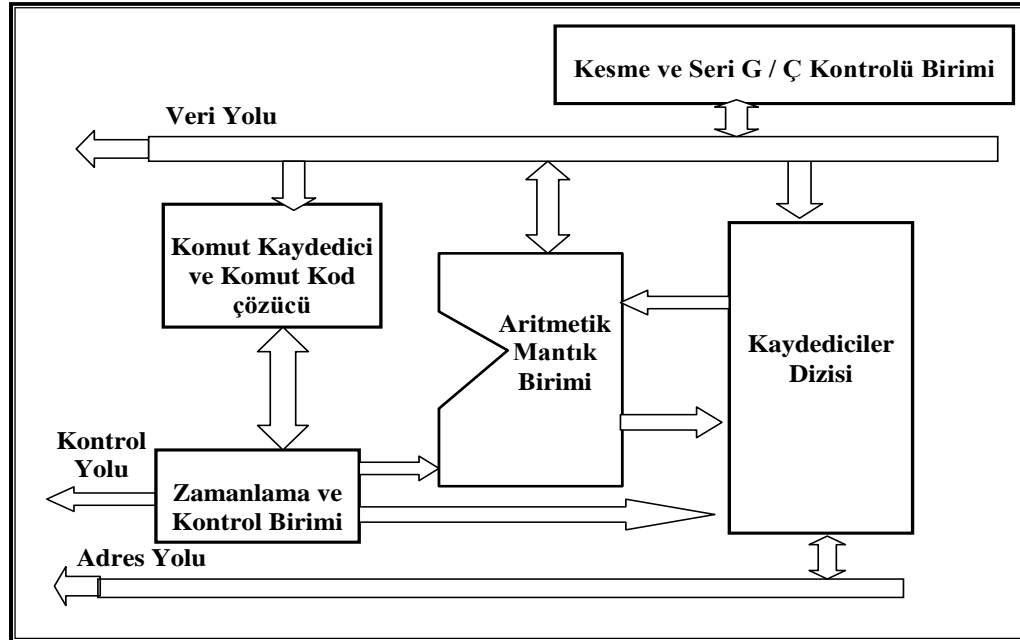 Kesme ve Seri G / Ç Kontrolü Birimi
Veri Yolu
Komut Kaydedici
ve Komut Kod
çözücü
Aritmetik
Mantık
Birimi
Kaydediciler
Dizisi
Kontrol
Yolu
Zamanlama ve
Kontrol Birimi
Adres Yolu